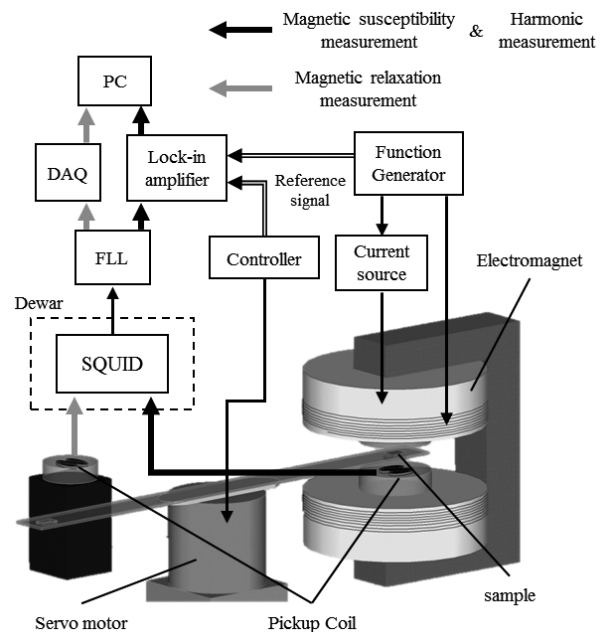 Magnetic susceptibility & Harmonic
measurement measurement
PC
Magnetic relaxation
measurement
DAQ
Lock-in
amplifier
Function
Generator
Reference
signal
FLL
Controller
Current
source
Electromagnet
Dewar
SQUID
sample
Servo motor
Pickup Coil